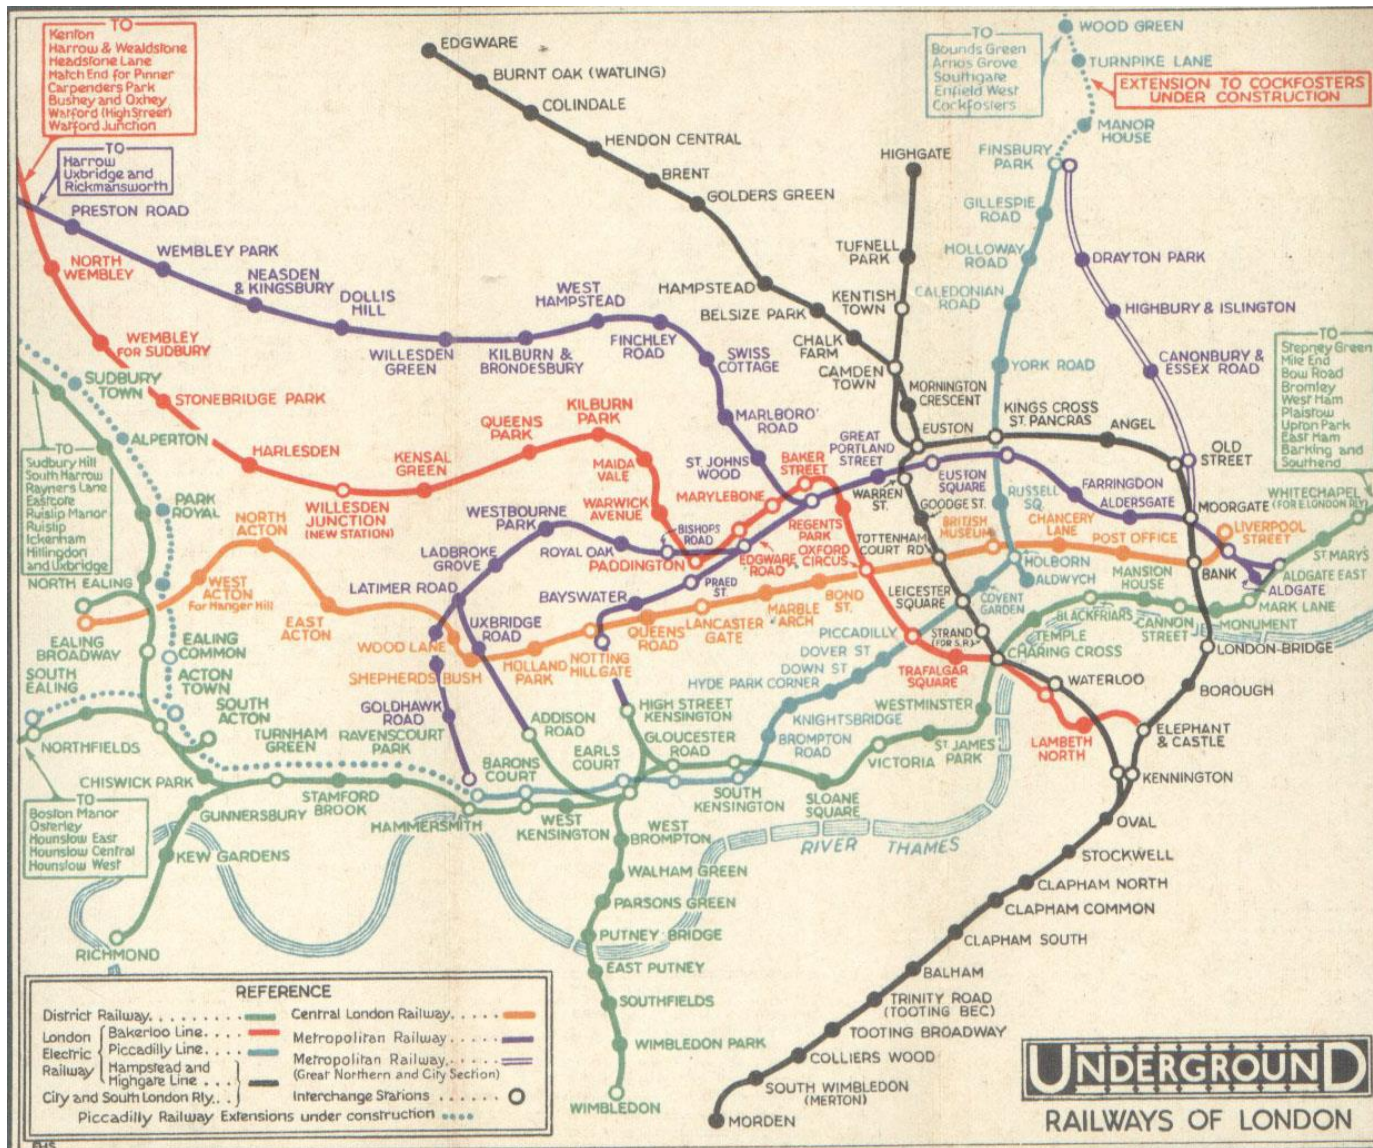 TO
Kenton
Harrow & Wealdstone
Headstone Lane
Hatch End for Pinner
Carpenders Park
Bushey and Oxhey
Watford (High Street)
Watford Junction
TO
Harrow
Uxbridge and
Rickmansworth
EDGWARE
BURNT OAK (WATLING)
COLINDALE
HENDON CENTRAL
BRENT
GOLDERS GREEN
HAMPSTEAD
BELSIZE PARK
CHALK
FARM
CAMDEN
TOWN
HIGHGATE
TUFNELL
PARK
KENTISH
TOWN
MORNINGTON
CRESCENT
TO
Bounds Green
Arnos Grove
Southgate
Enfield West
Cockfosters
WOOD GREEN
TURNPIKE LANE
EXTENSION TO COCKFOSTERS
UNDER CONSTRUCTION
MANOR
HOUSE
FINSBURY
PARK
GILLESPIE
ROAD
HOLLOWAY
ROAD
CALEDONIAN
ROAD
YORK ROAD
DRAYTON PARK
HIGHBURY & ISLINGTON
CANONBURY &
ESSEX ROAD
OLD
STREET
TO
Stepney Green
Mile End
Bow Road
Bromley
West Ham
Plaistow
Upton Park
East Ham
Barking and
Southend
PRESTON ROAD
WEMBLEY PARK
NEASDEN
& KINGSBURY
DOLLIS
HILL
WILLESDEN
GREEN
KILBURN &
BRONDESBURY
WEST
HAMPSTEAD
FINCHLEY
ROAD
SWISS
COTTAGE
MARLBORO'
ROAD
ST. JOHNS
WOOD
NORTH
WEMBLEY
WEMBLEY
FOR SUDBURY
STONEBRIDGE PARK
HARLESDEN
WILLESDEN
JUNCTION
(NEW STATION)
KENSAL
GREEN
QUEENS
PARK
KILBURN
PARK
MAIDA
VALE
WARWICK
AVENUE
PADDINGTON
EDGWARE
ROAD
MARYLEBONE
BAKER
STREET
REGENTS
PARK
OXFORD
CIRCUS
GREAT
PORTLAND
STREET
EUSTON
SQUARE
EUSTON
WARREN
ST.
GOODGE ST.
TOTTENHAM
COURT RD
KINGS CROSS
ST. PANCRAS
ANGEL
FARRINGDON
ALDERSGATE
MOORGATE
LIVERPOOL
STREET
WHITECHAPEL
(FOR E. LONDON RLY)
ST MARY'S
ALDGATE EAST
ALDGATE
RUSSELL
SQ.
BRITISH
MUSEUM
CHANCERY
LANE
POST OFFICE
BANK
HOLBORN
ALDWYCH
COVENT
GARDEN
LEICESTER
SQUARE
STRAND
(FOR S.R)
SUDBURY
TOWN
ALPERTON
PARK
ROYAL
TO
Sudbury Hill
South Harrow
Rayners Lane
Eastcote
Ruislip Manor
Ruislip
Ickenham
Hillingdon
and Uxbridge
NORTH EALING
NORTH
ACTON
WEST
ACTON
For Hanger Hill
EAST
ACTON
WOOD LANE
SHEPHERDS BUSH
HOLLAND
PARK
NOTTING
HILL GATE
QUEENS
ROAD
LANCASTER
GATE
MARBLE
ARCH
BOND
ST.
WESTBOURNE
PARK
ROYAL OAK
BISHOPS
ROAD
PRAED
ST.
BAYSWATER
LADBROKE
GROVE
LATIMER ROAD
UXBRIDGE
ROAD
GOLDHAWK
ROAD
ADDISON
ROAD
EALING
BROADWAY
EALING
COMMON
ACTON
TOWN
SOUTH
EALING
SOUTH
ACTON
NORTHFIELDS
CHISWICK PARK
TURNHAM
GREEN
RAVENSCOURT
PARK
STAMFORD
BROOK
HAMMERSMITH
BARONS
COURT
WEST
KENSINGTON
EARLS
COURT
HIGH STREET
KENSINGTON
GLOUCESTER
ROAD
SOUTH
KENSINGTON
SLOANE
SQUARE
VICTORIA
ST JAMES
PARK
WESTMINSTER
CHARING CROSS
TEMPLE
BLACKFRIARS
MANSION
HOUSE
CANNON
STREET
MONUMENT
MARK LANE
PICCADILLY
DOVER ST
DOWN ST
HYDE PARK CORNER
KNIGHTSBRIDGE
BROMPTON
ROAD
TRAFALGAR
SQUARE
WATERLOO
LAMBETH
NORTH
LONDON BRIDGE
BOROUGH
ELEPHANT
& CASTLE
KENNINGTON
OVAL
STOCKWELL
CLAPHAM NORTH
CLAPHAM COMMON
CLAPHAM SOUTH
BALHAM
TRINITY ROAD
(TOOTING BEC)
TOOTING BROADWAY
COLLIERS WOOD
SOUTH WIMBLEDON
(MERTON)
MORDEN
TO
Boston Manor
Osterley
Hounslow East
Hounslow Central
Hounslow West
GUNNERSBURY
KEW GARDENS
RICHMOND
WEST
BROMPTON
WALHAM GREEN
PARSONS GREEN
PUTNEY BRIDGE
EAST PUTNEY
SOUTHFIELDS
WIMBLEDON PARK
WIMBLEDON
RIVER THAMES
REFERENCE
District Railway
London Electric Railway
Bakerloo Line
Piccadilly Line
Hampstead and
Highgate Line
City and South London Rly.
Central London Railway
Metropolitan Railway
Metropolitan Railway
(Great Northern and City Section)
Interchange Stations
Piccadilly Railway Extensions under construction
UNDERGROUND
RAILWAYS OF LONDON